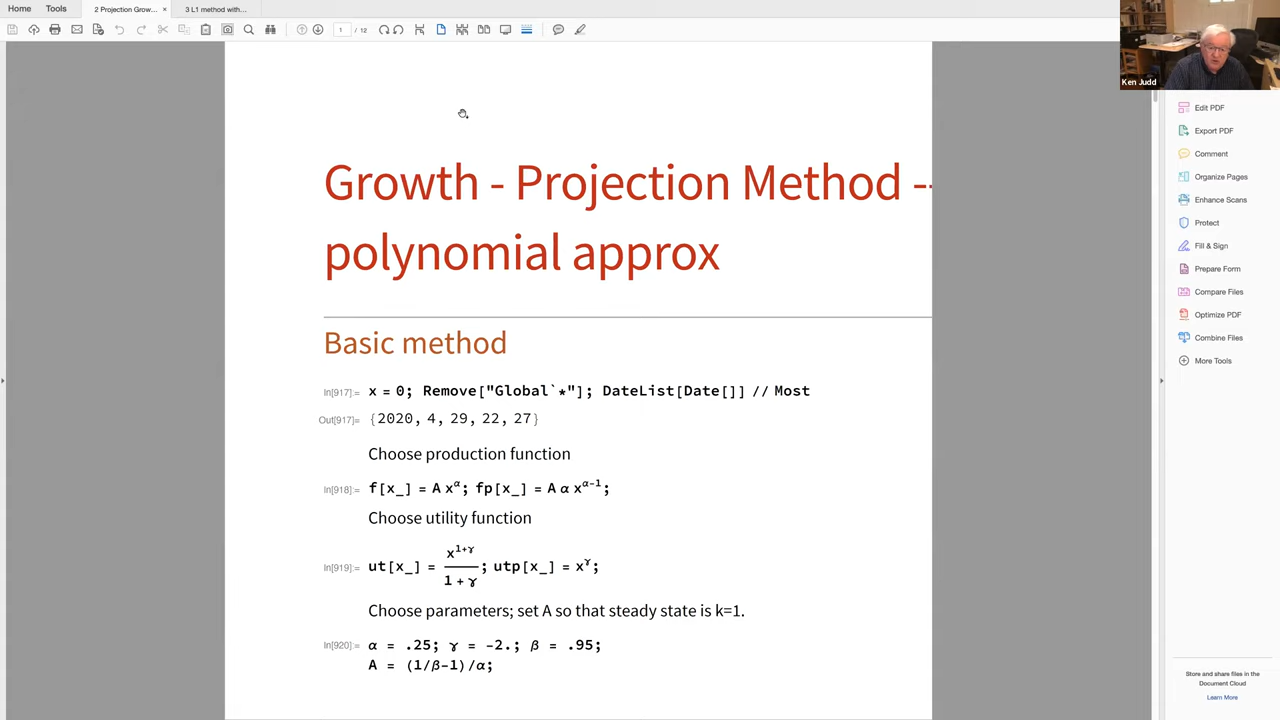 Home
Tools
2 Projection Grow... ×
3 L1 method with...
1 / 12
Ken Judd
Growth - Projection Method --
polynomial approx
Basic method
In[917]:= x = 0; Remove["Global`*"]; DateList[Date[]] // Most
Out[917]= {2020, 4, 29, 22, 27}
Choose production function
In[918]:= f[x_] = A x^α; fp[x_] = A α x^(α-1);
Choose utility function
In[919]:= ut[x_] = x^(1+γ) / (1 + γ); utp[x_] = x^γ;
Choose parameters; set A so that steady state is k=1.
In[920]:= α = .25; γ = -2.; β = .95;
A = (1/β-1)/α;
Edit PDF
Export PDF
Comment
Organize Pages
Enhance Scans
Protect
Fill & Sign
Prepare Form
Compare Files
Optimize PDF
Combine Files
More Tools
Store and share files in the
Document Cloud
Learn More